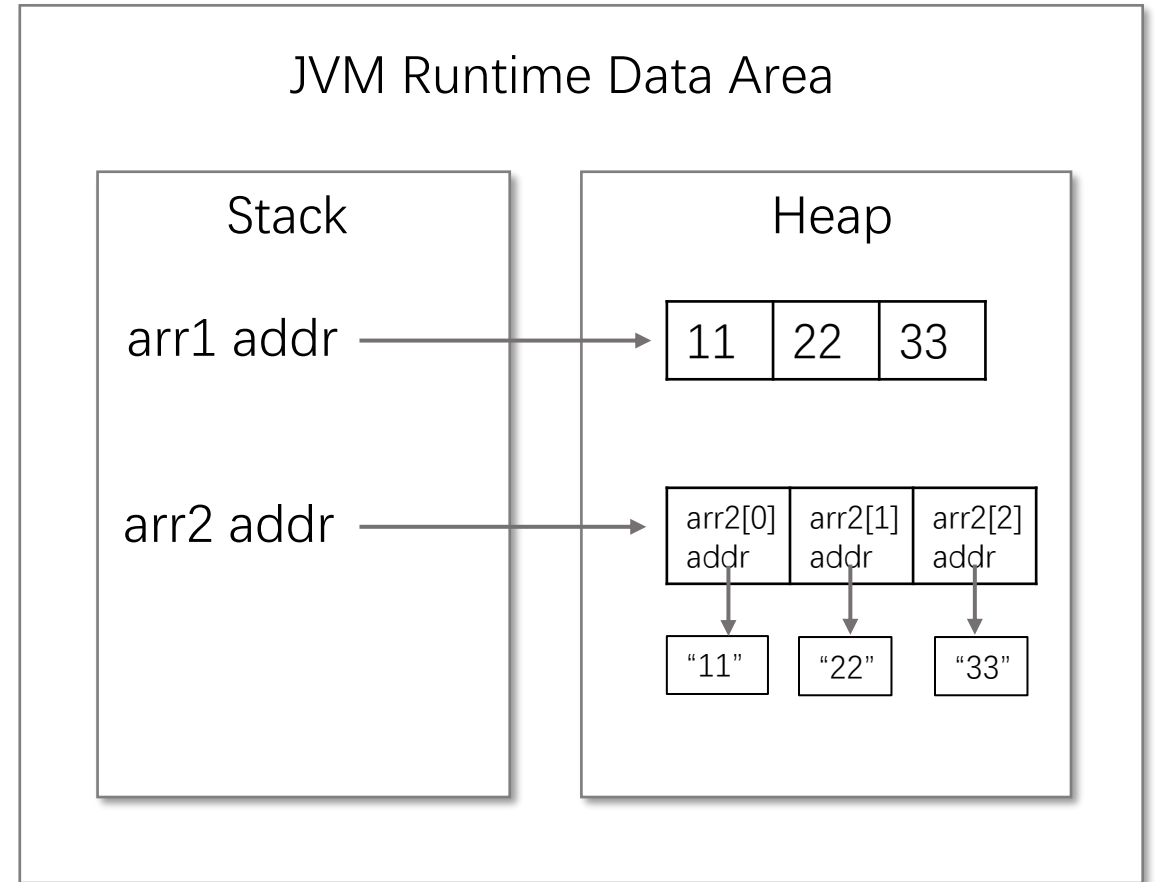 JVM Runtime Data Area
Stack
Heap
arr1 addr
11 22 33
arr2 addr
arr2[0] arr2[1] arr2[2]
addr addr addr
“11” “22” “33”